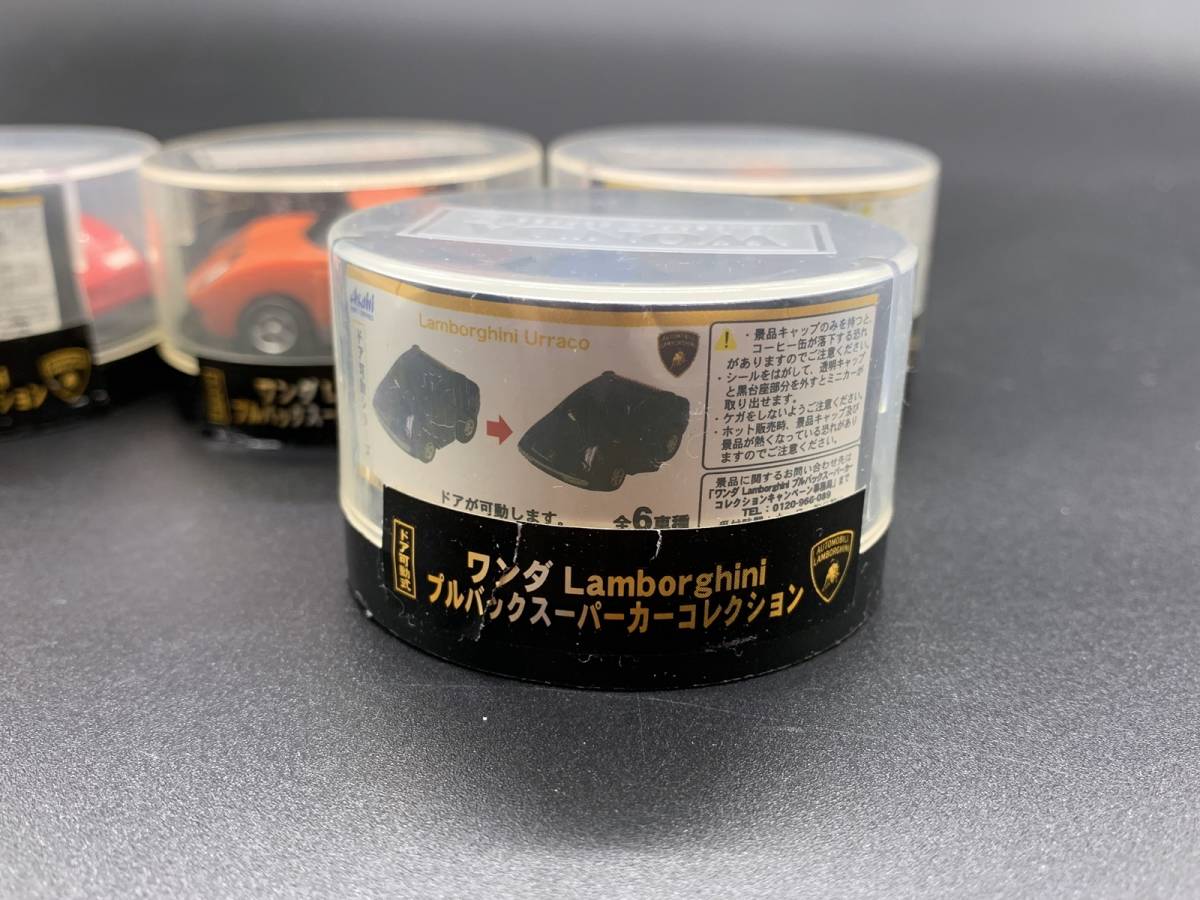 Asahi
Lamborghini Urraco
ドアが可動します。
全6車種
・景品キャップのみを持つと
コーヒー缶が落下する恐れ
がありますのでご注意ください。
・シールをはがして、透明キャップ
と黒台座部分を外すとミニカーが
取り出せます。
・ケガをしないようご注意ください。
・ホット販売時、景品キャップ及び
景品が熱くなっている恐れがあり
ますのでご注意ください。
景品に関するお問い合わせ先は
「ワンダ Lamborghini プルバックスーパーカー
コレクションキャンペーン事務局」まで
TEL：0120-966-089
ドア可動式
ワンダ Lamborghini
プルバックスーパーカーコレクション
AUTOMOBILI
LAMBORGHINI
ワンダ L
プルバックスーパー
ション